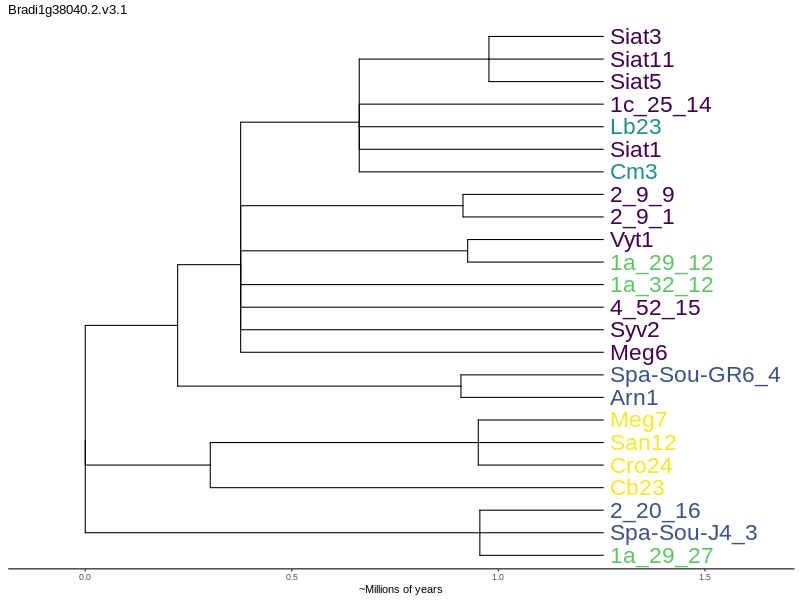 Bradi1g38040.2.v3.1
Siat3
Siat11
Siat5
1c_25_14
Lb23
Siat1
Cm3
2_9_9
2_9_1
Vyt1
1a_29_12
1a_32_12
4_52_15
Syv2
Meg6
Spa-Sou-GR6_4
Arn1
Meg7
San12
Cro24
Cb23
2_20_16
Spa-Sou-J4_3
1a_29_27
0.0 0.5 1.0 1.5
~Millions of years